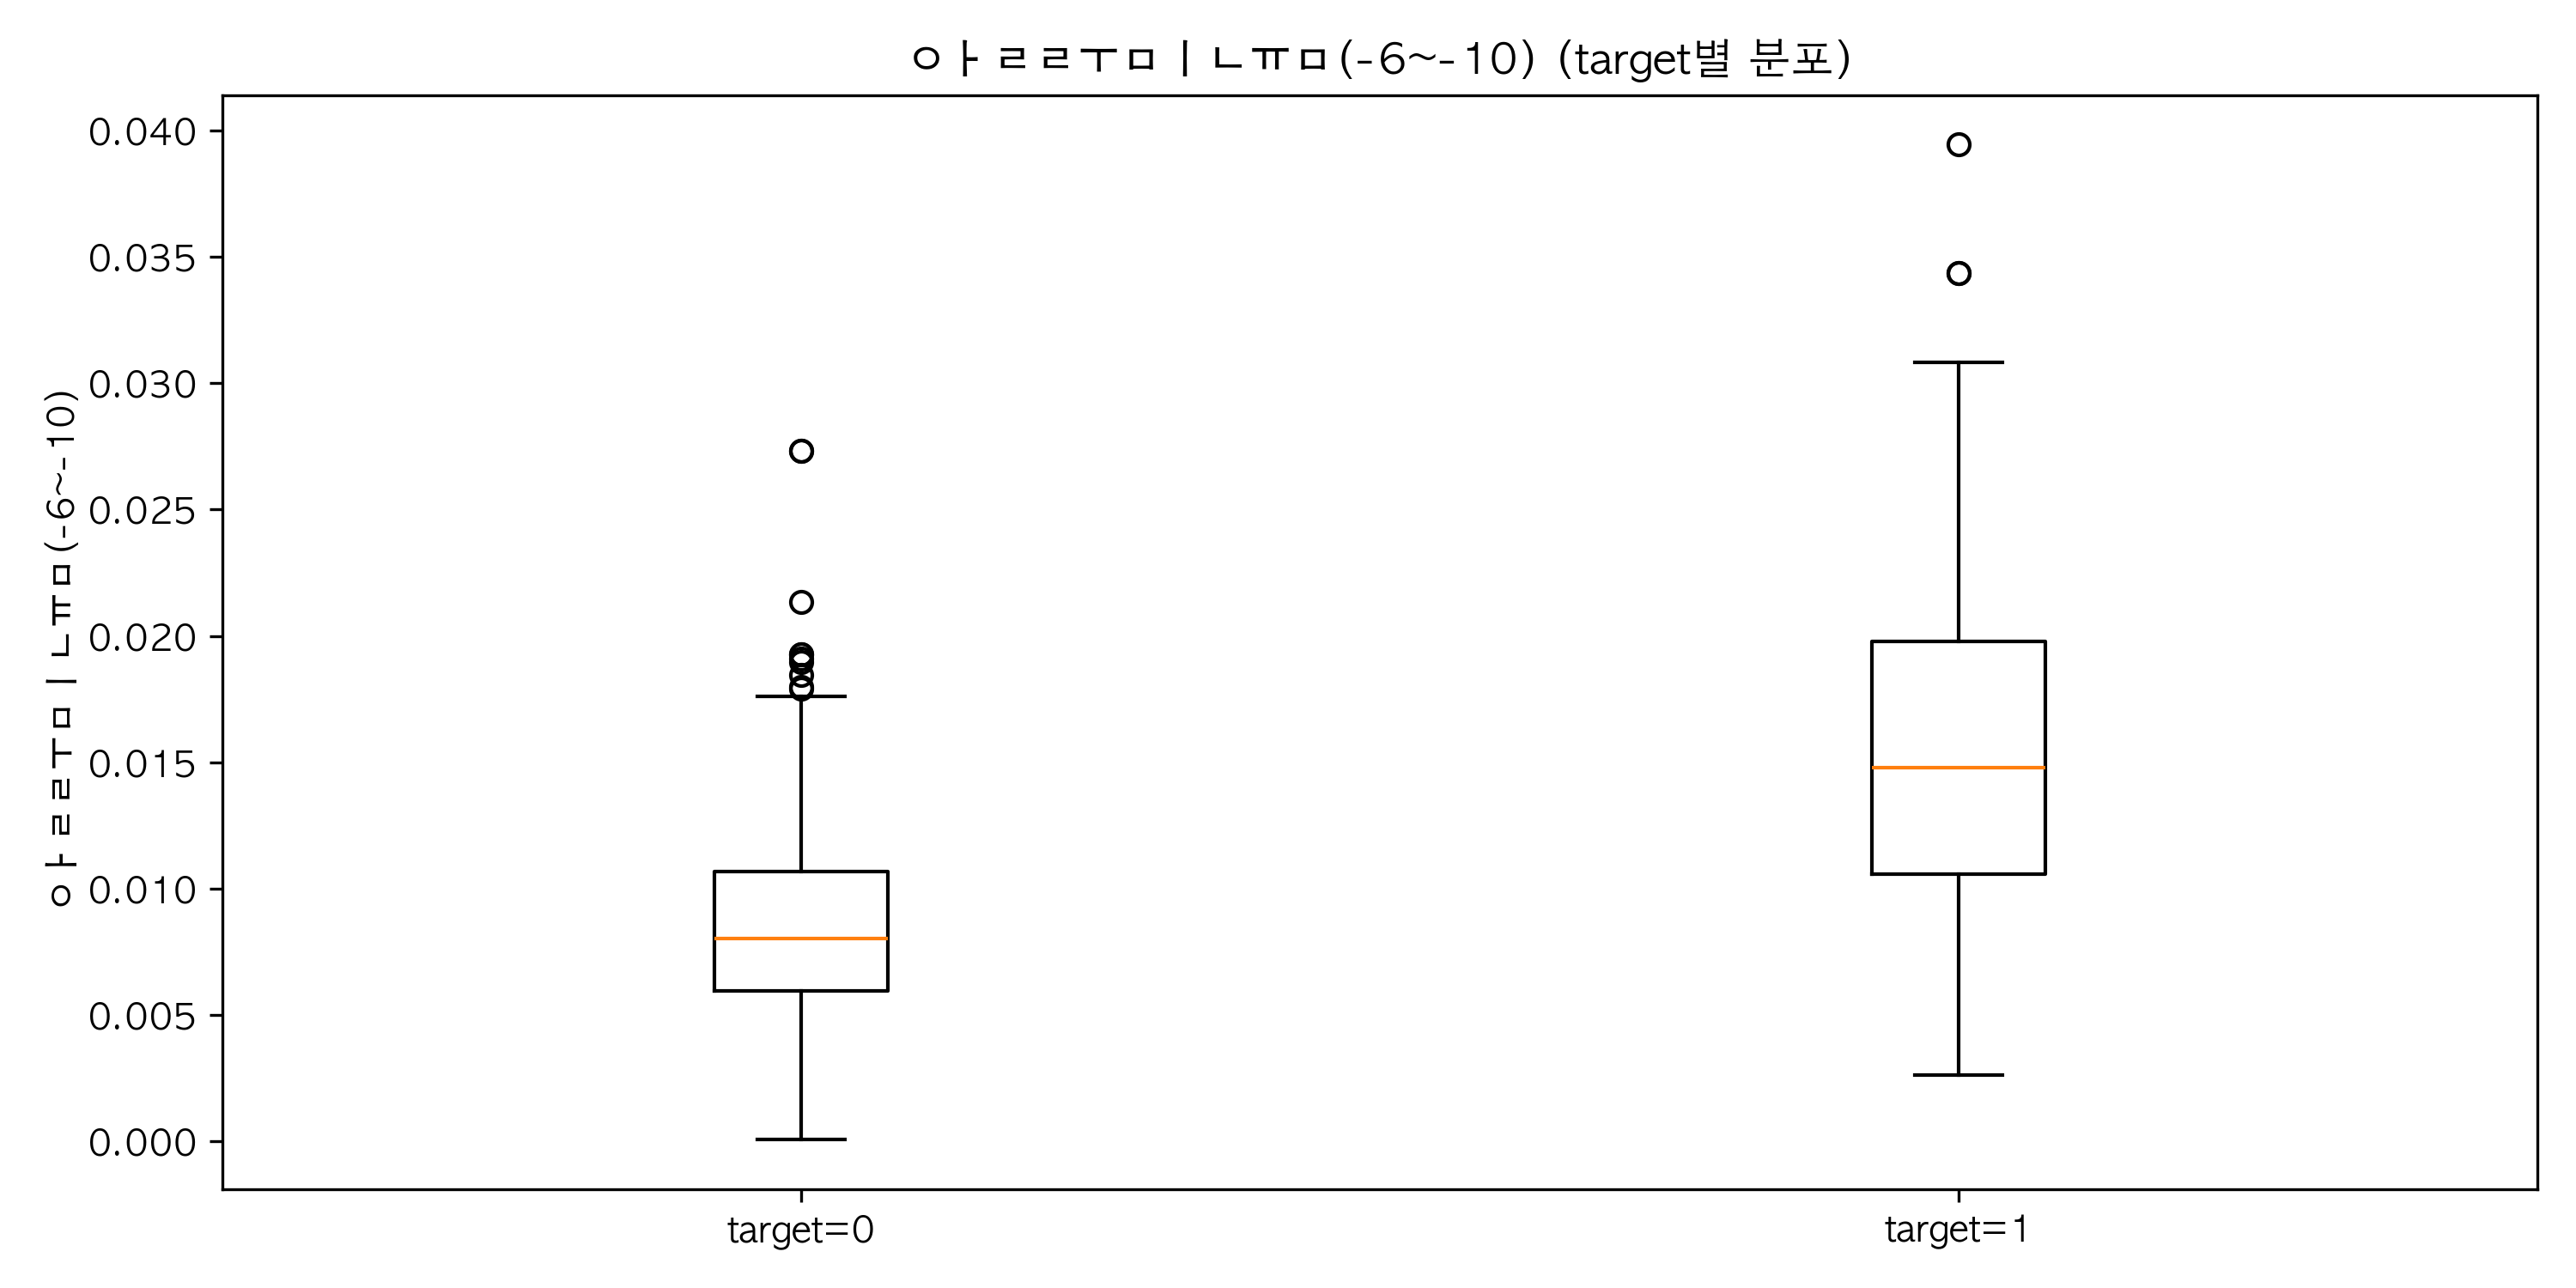 ㅇㅏㄹㄹㅜㅁㅣㄴㅠㅁ(-6~-10) (target별 분포)
ㅇㅏㄹㄹㅜㅁㅣㄴㅠㅁ(-6~-10)
0.040
0.035
0.030
0.025
0.020
0.015
0.010
0.005
0.000
target=0
target=1